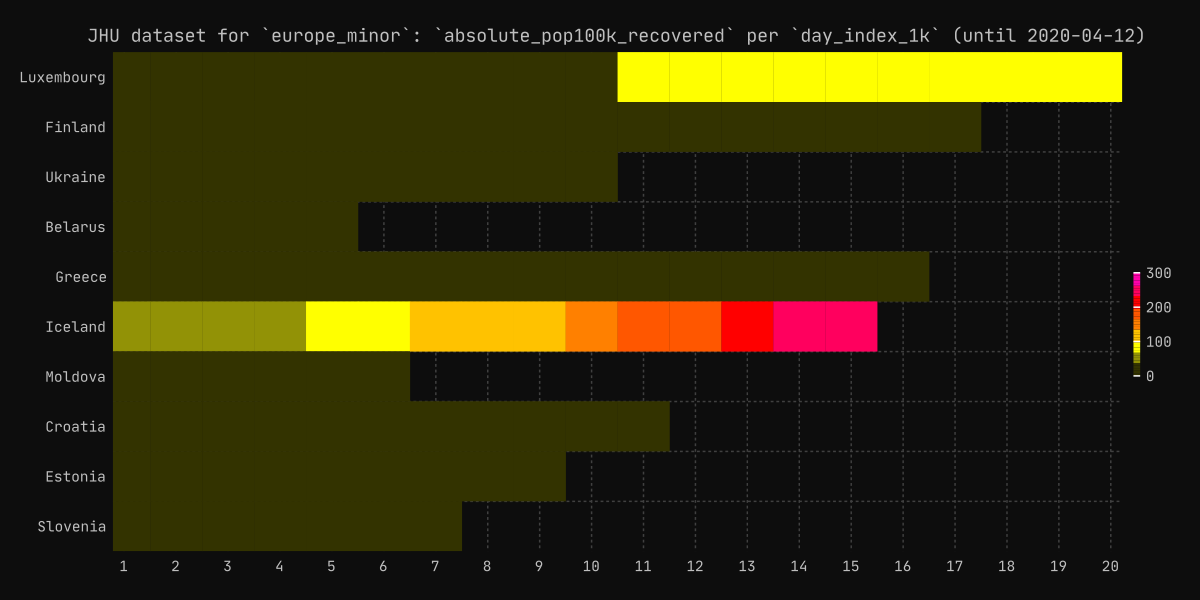 JHU dataset for `europe_minor`: `absolute_pop100k_recovered` per `day_index_1k` (until 2020-04-12)
Luxembourg
Finland
Ukraine
Belarus
Greece
Iceland
Moldova
Croatia
Estonia
Slovenia
300
200
100
0
1 2 3 4 5 6 7 8 9 10 11 12 13 14 15 16 17 18 19 20